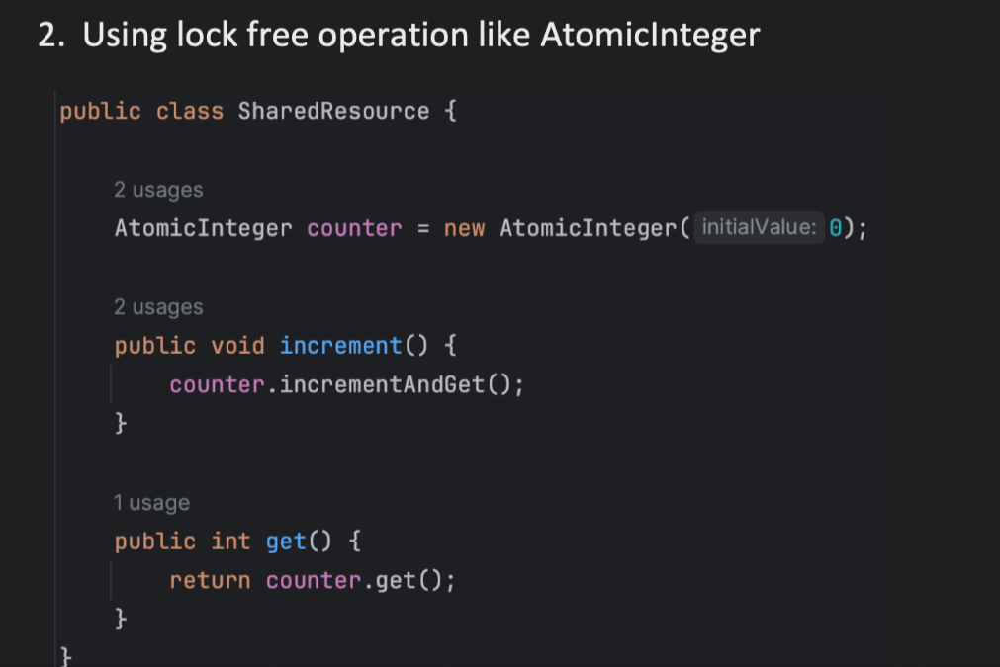 2. Using lock free operation like AtomicInteger
public class SharedResource {
2 usages
AtomicInteger counter = new AtomicInteger( initialValue: 0);
2 usages
public void increment() {
counter.incrementAndGet();
}
1 usage
public int get() {
return counter.get();
}
}